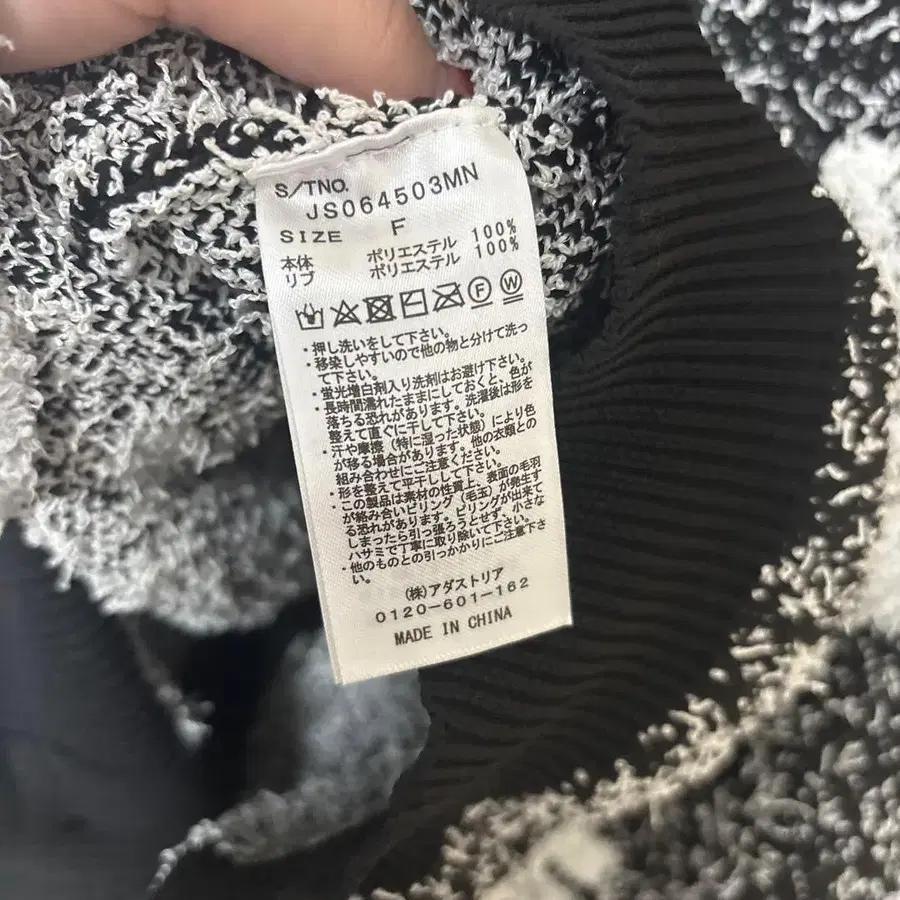 S/TNO.
JS064503MN
SIZE F
本体 ポリエステル 100%
リブ ポリエステル 100%
F W
・押し洗いをして下さい。
・移染しやすいので他の物と分けて洗っ
て下さい。
・蛍光増白剤入り洗剤はお避け下さい。
・長時間濡れたままにしておくと、色が
落ちる恐れがあります。洗濯後は形を
整えて直ぐに干して下さい。
・汗や摩擦（特に湿った状態）により色
が移る場合があります。他の衣類との
組み合わせにご注意ください。
・形を整えて平干しして下さい。
・この製品は素材の性質上、表面の毛羽
が絡み合いピリング（毛玉）が発生す
る恐れがあります。ピリングが出来て
しまったら引っ張ろうとせず、小さな
ハサミで丁寧に取り除いて下さい。
・他のものとの引っかかりにご注意下さ
い。
（株）アダストリア
0120-601-162
MADE IN CHINA